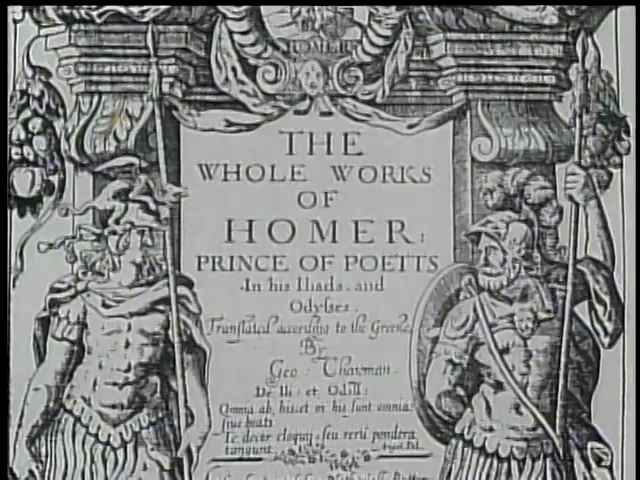 HOMER
THE
WHOLE WORKS
OF
HOMER;
PRINCE OF POETTS
In his Iliads, and
Odysses.
Translated according to the Greeke,
By
Geo: Chapman.
De Ili: et Odiss:
Omnia ab, his: et in his sunt omnia:
siue beati
Te decor eloquij, seu rerū pondera
tangunt.